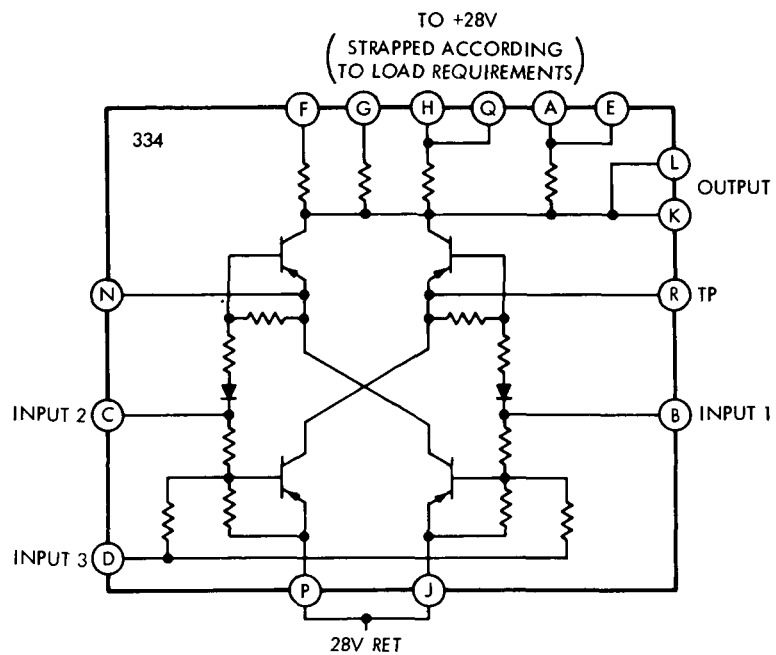 TO +28V
(STRAPPED ACCORDING
TO LOAD REQUIREMENTS)
F G H Q A E
334
L
OUTPUT
K
N
R TP
INPUT 2 C
B INPUT 1
INPUT 3 D
P J
28V RET